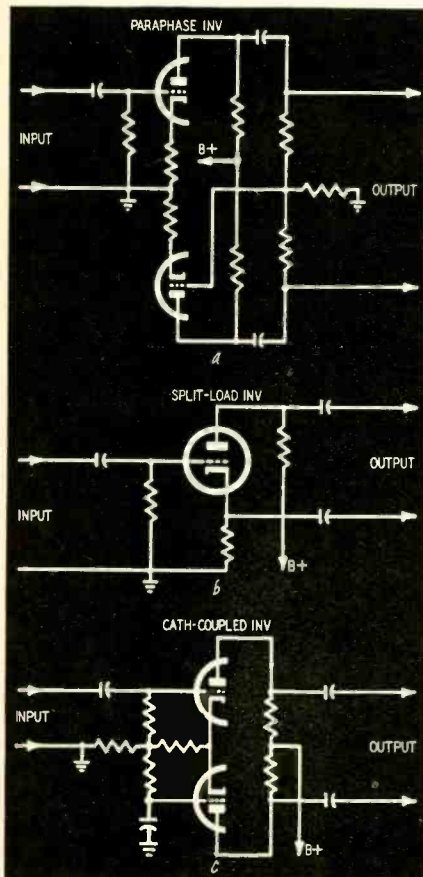 PARAPHASE INV
INPUT
B+
OUTPUT
a
SPLIT-LOAD INV
INPUT
OUTPUT
B+
b
CATH-COUPLED INV
INPUT
OUTPUT
B+
c